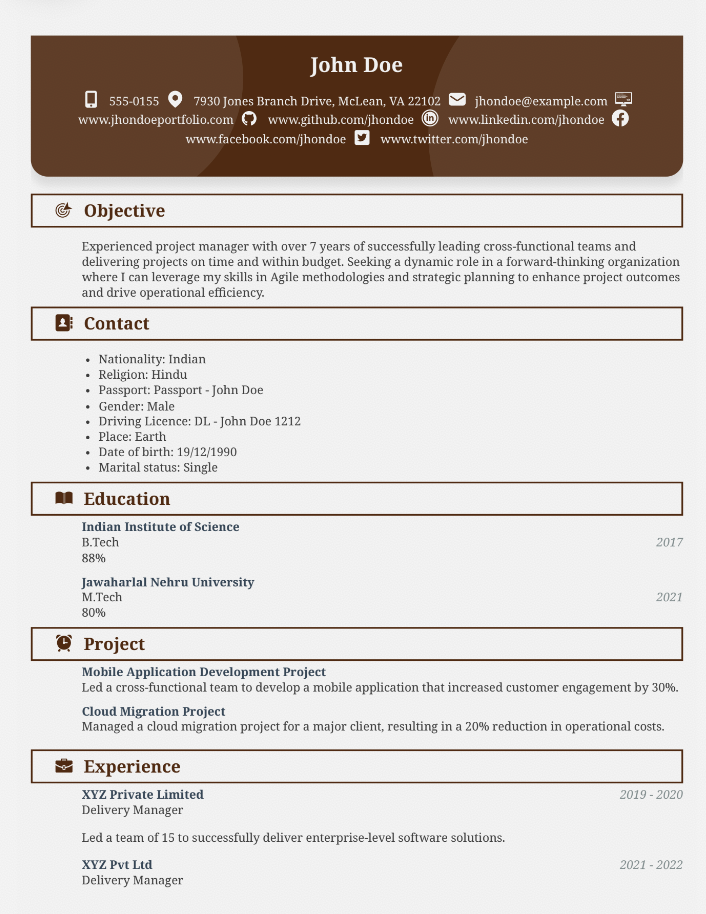 John Doe
555-0155 7930 Jones Branch Drive, McLean, VA 22102 jhondoe@example.com
www.jhondoeportfolio.com www.github.com/jhondoe www.linkedin.com/jhondoe
www.facebook.com/jhondoe www.twitter.com/jhondoe
Objective
Experienced project manager with over 7 years of successfully leading cross-functional teams and
delivering projects on time and within budget. Seeking a dynamic role in a forward-thinking organization
where I can leverage my skills in Agile methodologies and strategic planning to enhance project outcomes
and drive operational efficiency.
Contact
• Nationality: Indian
• Religion: Hindu
• Passport: Passport - John Doe
• Gender: Male
• Driving Licence: DL - John Doe 1212
• Place: Earth
• Date of birth: 19/12/1990
• Marital status: Single
Education
Indian Institute of Science
B.Tech 2017
88%
Jawaharlal Nehru University
M.Tech 2021
80%
Project
Mobile Application Development Project
Led a cross-functional team to develop a mobile application that increased customer engagement by 30%.
Cloud Migration Project
Managed a cloud migration project for a major client, resulting in a 20% reduction in operational costs.
Experience
XYZ Private Limited 2019 - 2020
Delivery Manager
Led a team of 15 to successfully deliver enterprise-level software solutions.
XYZ Pvt Ltd 2021 - 2022
Delivery Manager